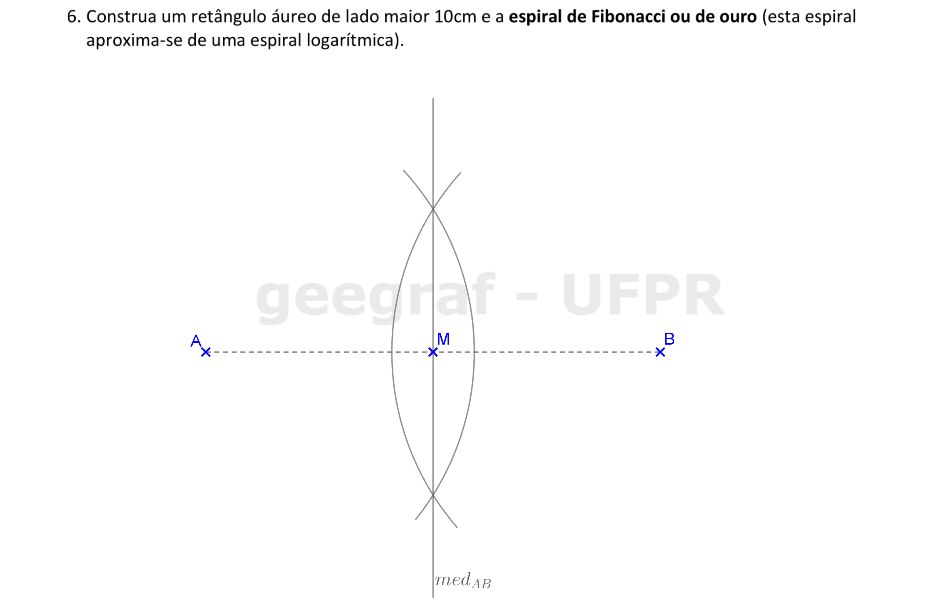 6. Construa um retângulo áureo de lado maior 10cm e a espiral de Fibonacci ou de ouro (esta espiral
aproxima-se de uma espiral logarítmica).
geegraf - UFPR
A
M
B
med AB